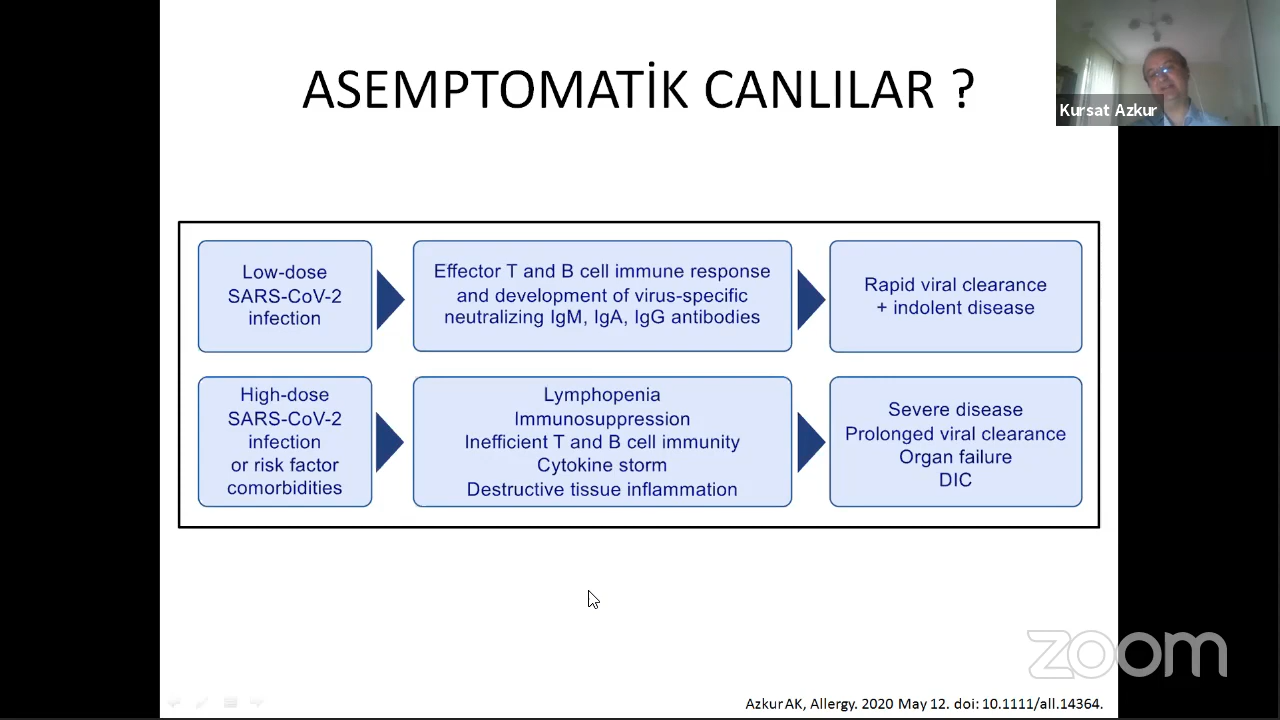 ASEMPTOMATİK CANLILAR ?
Kursat Azkur
Low-dose
SARS-CoV-2
infection
Effector T and B cell immune response
and development of virus-specific
neutralizing IgM, IgA, IgG antibodies
Rapid viral clearance
+ indolent disease
High-dose
SARS-CoV-2
infection
or risk factor
comorbidities
Lymphopenia
Immunosuppression
Inefficient T and B cell immunity
Cytokine storm
Destructive tissue inflammation
Severe disease
Prolonged viral clearance
Organ failure
DIC
zoom
Azkur AK, Allergy. 2020 May 12. doi: 10.1111/all.14364.